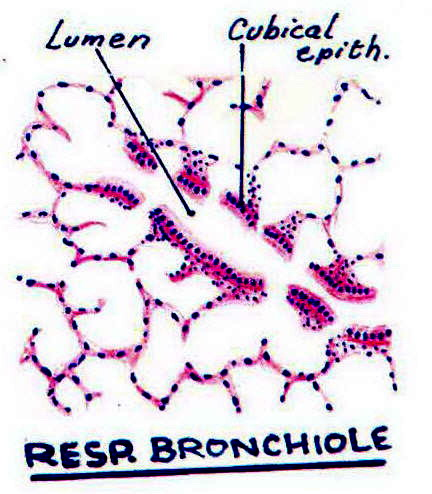 Lumen
Cubical
epith.
RESP. BRONCHIOLE